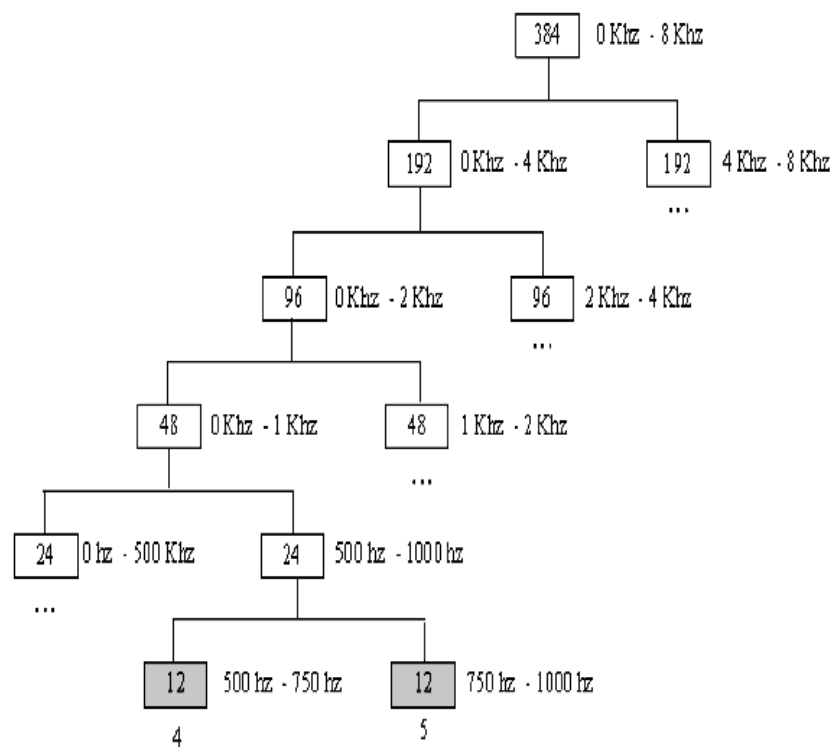 384 0 Khz - 8 Khz
192 0 Khz - 4 Khz 192 4 Khz - 8 Khz
...
96 0 Khz - 2 Khz 96 2 Khz - 4 Khz
...
48 0 Khz - 1 Khz 48 1 Khz - 2 Khz
...
24 0 hz - 500 Khz 24 500 hz - 1000 hz
...
12 500 hz - 750 hz 12 750 hz - 1000 hz
4 5